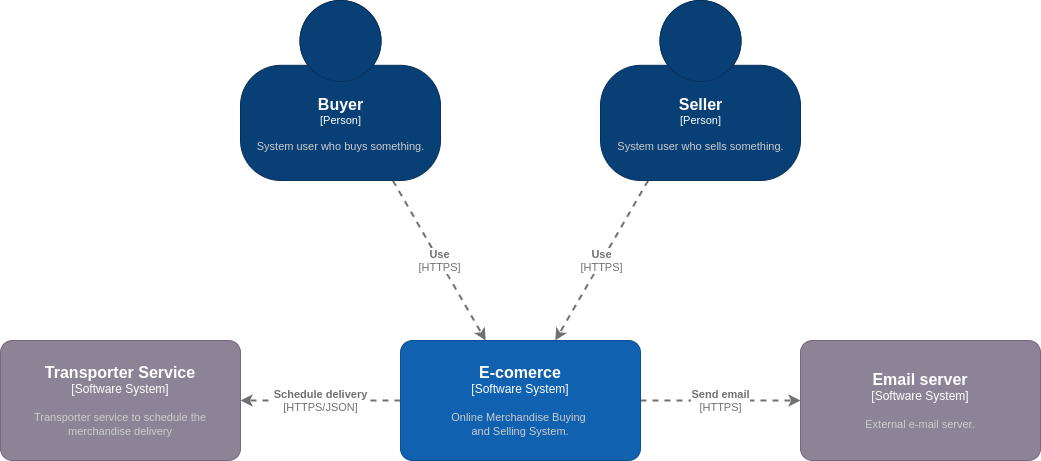 Buyer
[Person]
System user who buys something.
Seller
[Person]
System user who sells something.
Use
[HTTPS]
Use
[HTTPS]
Transporter Service
[Software System]
Transporter service to schedule the
merchandise delivery
Schedule delivery
[HTTPS/JSON]
E-comerce
[Software System]
Online Merchandise Buying
and Selling System.
Send email
[HTTPS]
Email server
[Software System]
External e-mail server.